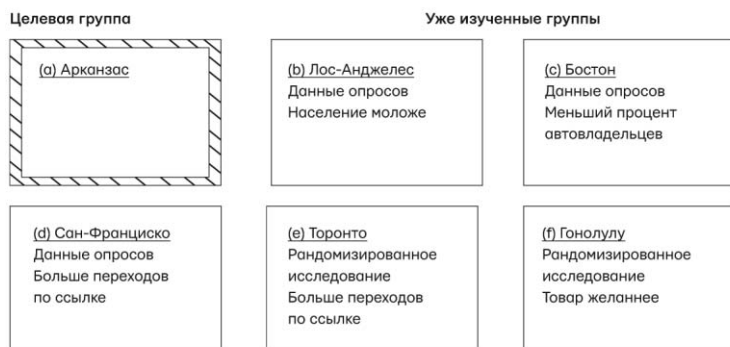 Целевая группа
Уже изученные группы
(a) Арканзас
(b) Лос-Анджелес
Данные опросов
Население моложе
(c) Бостон
Данные опросов
Меньший процент
автовладельцев
(d) Сан-Франциско
Данные опросов
Больше переходов
по ссылке
(e) Торонто
Рандомизированное
исследование
Больше переходов
по ссылке
(f) Гонолулу
Рандомизированное
исследование
Товар желаннее